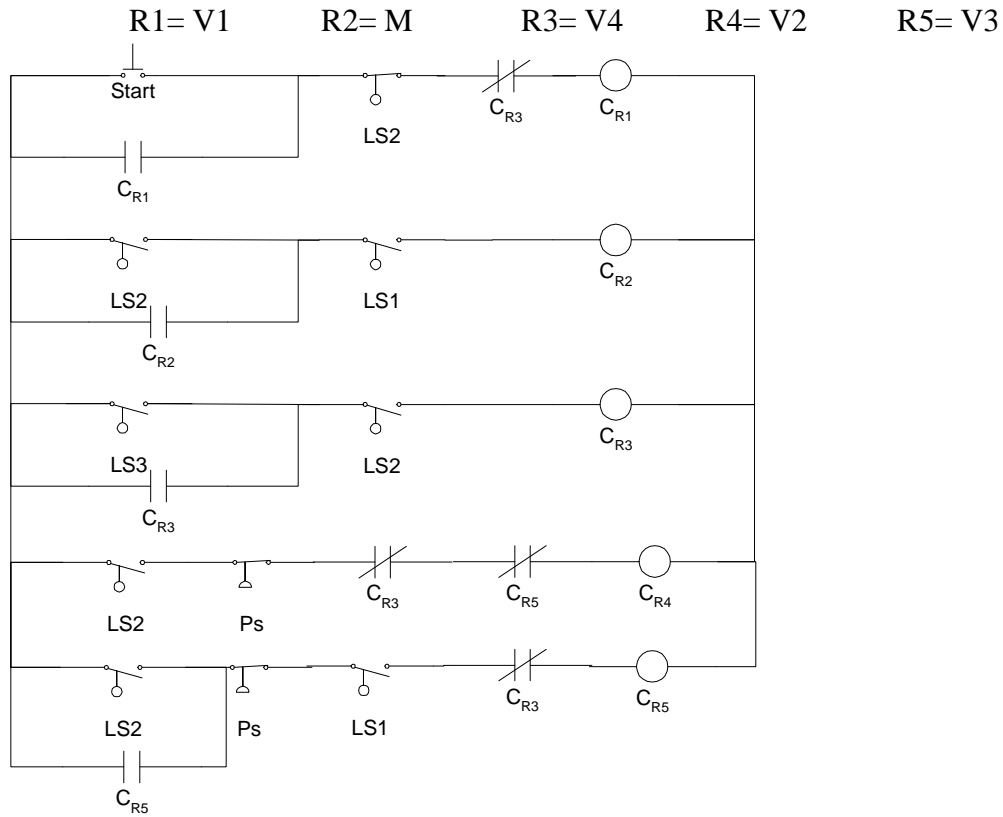 R1= V1 R2= M R3= V4 R4= V2 R5= V3
Start
LS2
CR3
CR1
CR1
LS2
LS1
CR2
CR2
LS3
LS2
CR3
CR3
LS2
Ps
CR3
CR5
CR4
LS2
Ps
LS1
CR3
CR5
CR5